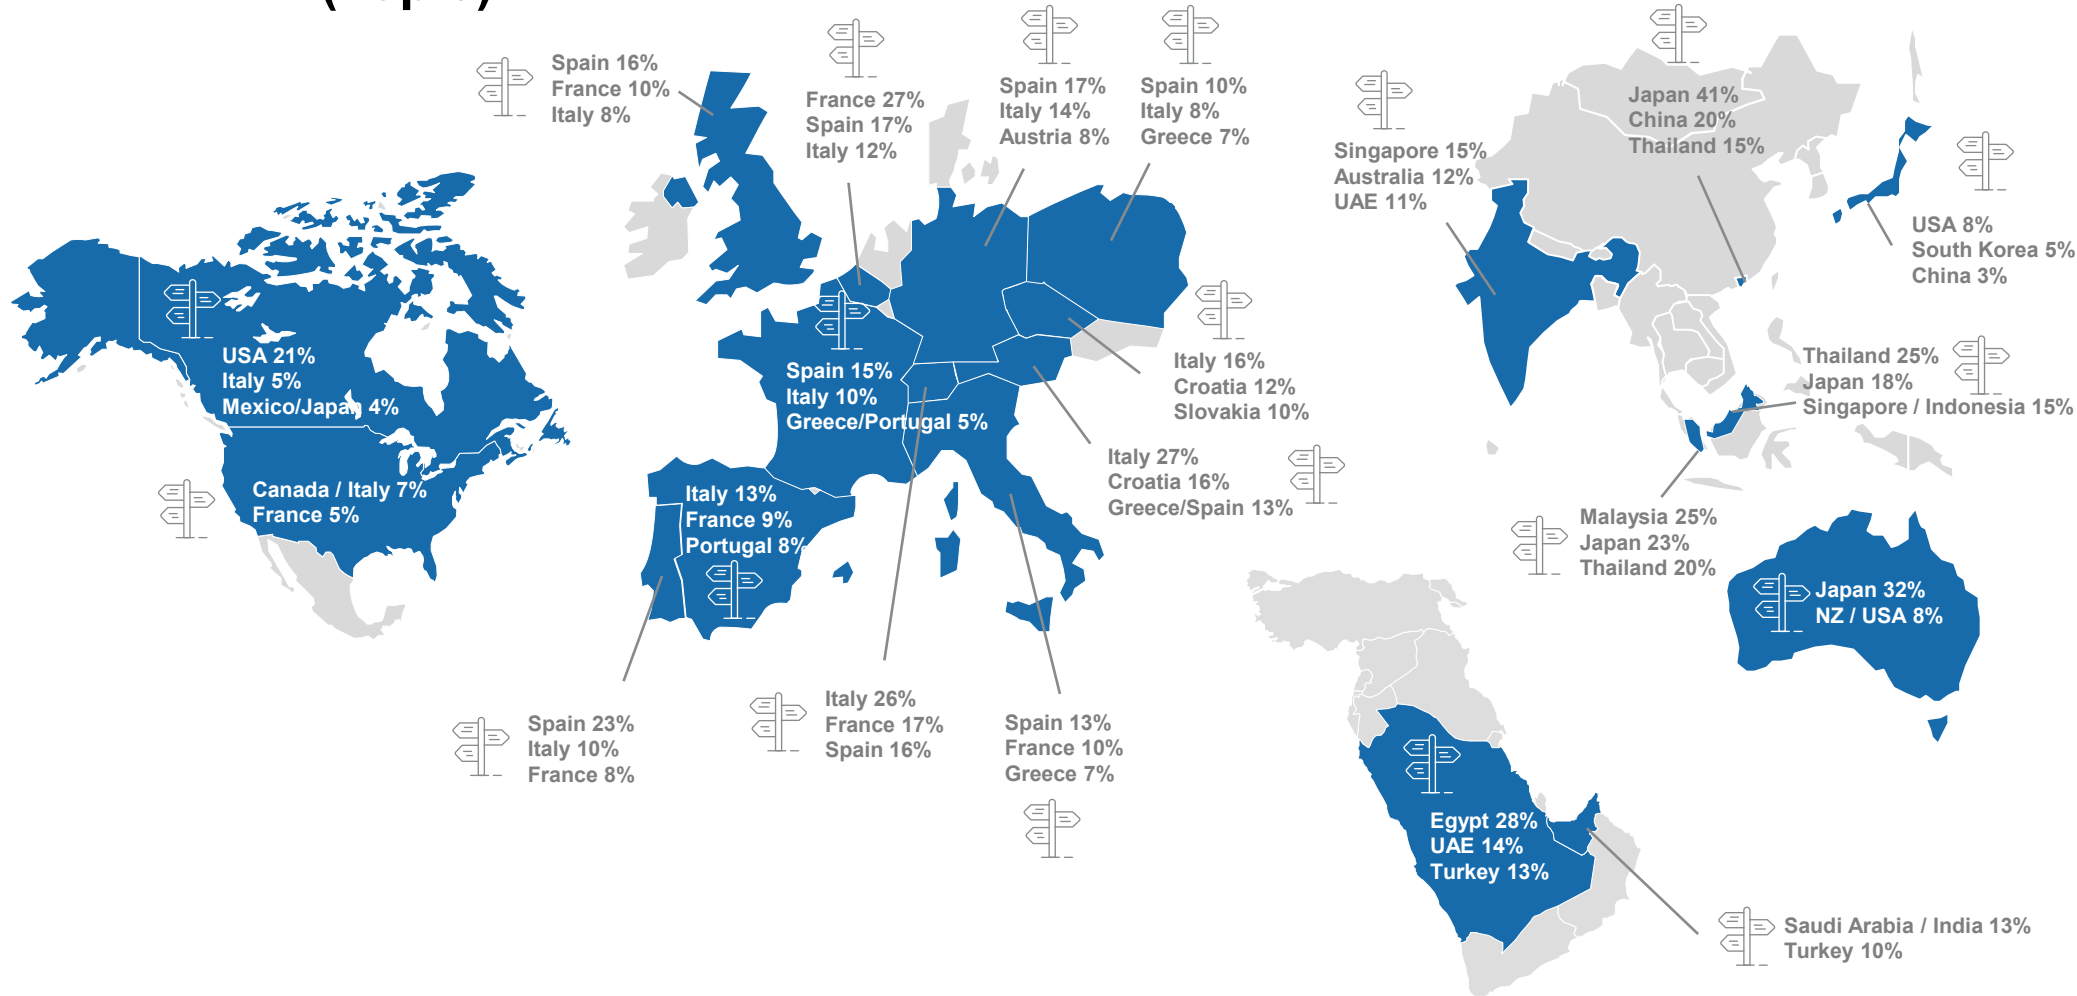 Spain 16%
France 10%
Italy 8%
France 27%
Spain 17%
Italy 12%
Spain 17%
Italy 14%
Austria 8%
Spain 10%
Italy 8%
Greece 7%
Singapore 15%
Australia 12%
UAE 11%
Japan 41%
China 20%
Thailand 15%
USA 8%
South Korea 5%
China 3%
USA 21%
Italy 5%
Mexico/Japan 4%
Canada / Italy 7%
France 5%
Spain 15%
Italy 10%
Greece/Portugal 5%
Italy 16%
Croatia 12%
Slovakia 10%
Italy 27%
Croatia 16%
Greece/Spain 13%
Italy 13%
France 9%
Portugal 8%
Thailand 25%
Japan 18%
Singapore / Indonesia 15%
Malaysia 25%
Japan 23%
Thailand 20%
Japan 32%
NZ / USA 8%
Spain 23%
Italy 10%
France 8%
Italy 26%
France 17%
Spain 16%
Spain 13%
France 10%
Greece 7%
Egypt 28%
UAE 14%
Turkey 13%
Saudi Arabia / India 13%
Turkey 10%